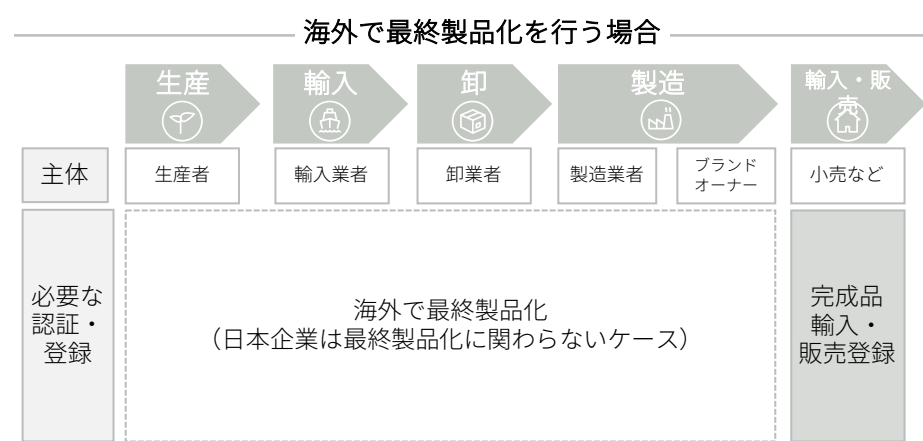 海外で最終製品化を行う場合
生産
輸入
卸
製造
輸入・販
売
主体
生産者
輸入業者
卸業者
製造業者
ブランド
オーナー
小売など
必要な
認証・
登録
海外で最終製品化
（日本企業は最終製品化に関わらないケース）
完成品
輸入・
販売登録